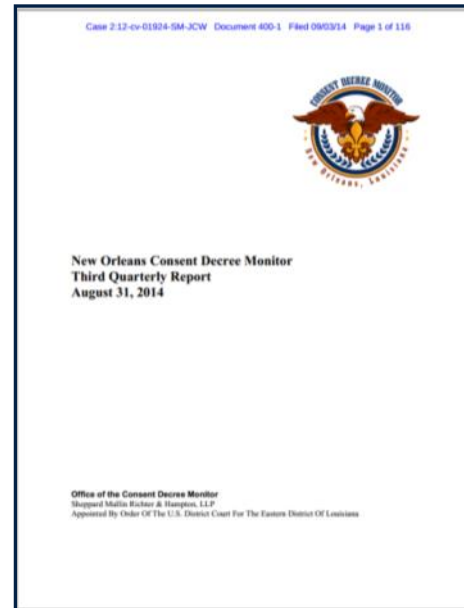 Case 2:12-cv-01924-SM-JCW Document 400-1 Filed 09/03/14 Page 1 of 116
CONSENT DECREE MONITOR
New Orleans, Louisiana
New Orleans Consent Decree Monitor
Third Quarterly Report
August 31, 2014
Office of the Consent Decree Monitor
Sheppard Mullin Richter & Hampton, LLP
Appointed By Order Of The U.S. District Court For The Eastern District Of Louisiana